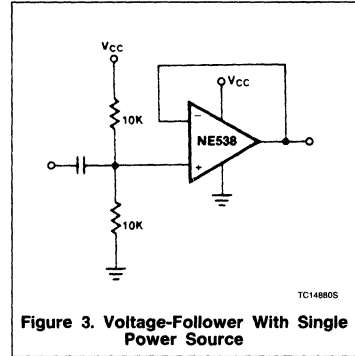 VCC
VCC
10K
−
NE538
+
10K
TC14880S
Figure 3. Voltage-Follower With Single
Power Source